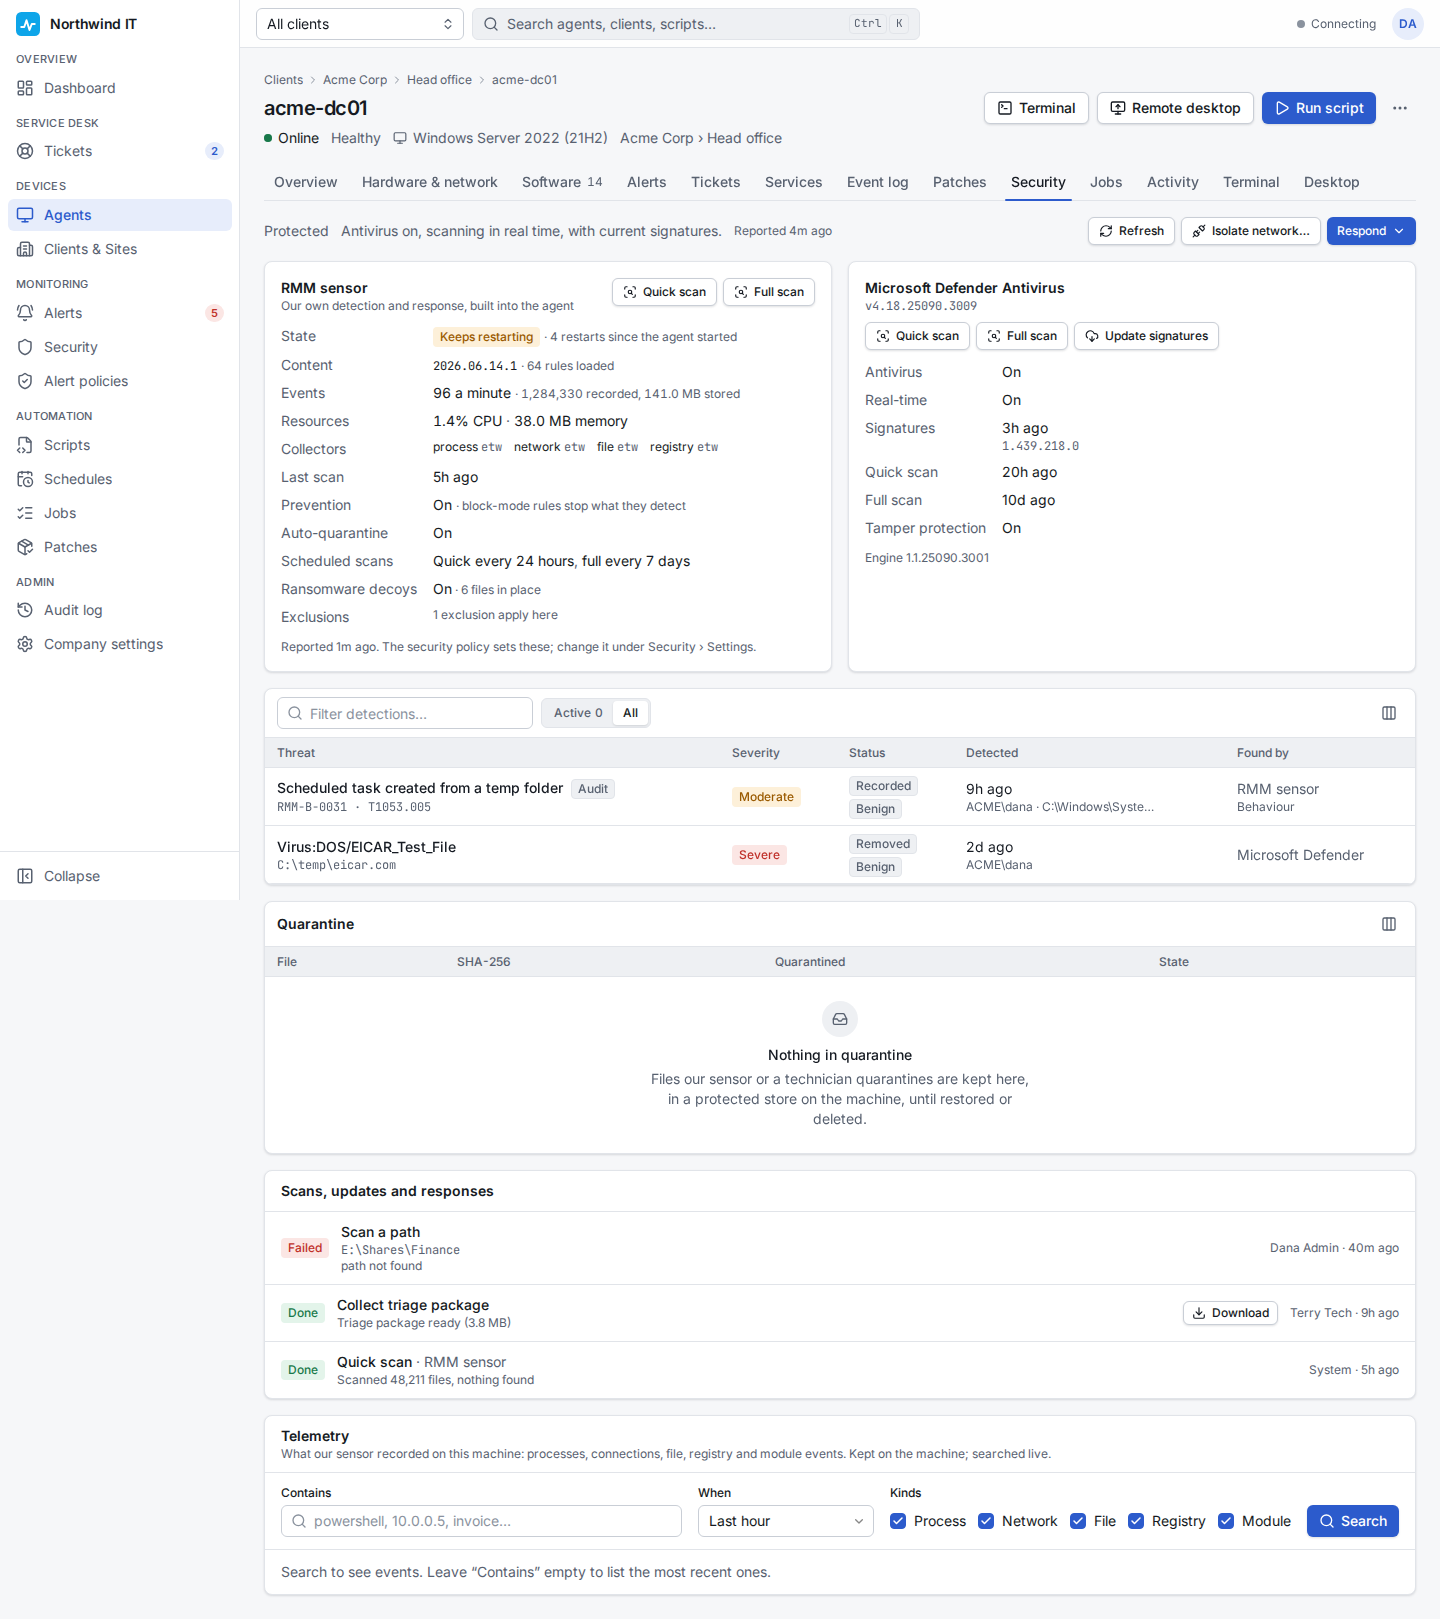 Northwind IT
OVERVIEW
Dashboard
SERVICE DESK
Tickets 2
DEVICES
Agents
Clients & Sites
MONITORING
Alerts 5
Security
Alert policies
AUTOMATION
Scripts
Schedules
Jobs
Patches
ADMIN
Audit log
Company settings
Collapse
All clients
Search agents, clients, scripts... Ctrl K
Connecting DA
Clients › Acme Corp › Head office › acme-dc01
acme-dc01
Terminal Remote desktop Run script
Online Healthy Windows Server 2022 (21H2) Acme Corp › Head office
Overview Hardware & network Software 14 Alerts Tickets Services Event log Patches Security Jobs Activity Terminal Desktop
Protected Antivirus on, scanning in real time, with current signatures. Reported 4m ago
Refresh Isolate network... Respond
RMM sensor
Our own detection and response, built into the agent
Quick scan Full scan
State Keeps restarting · 4 restarts since the agent started
Content 2026.06.14.1 · 64 rules loaded
Events 96 a minute · 1,284,330 recorded, 141.0 MB stored
Resources 1.4% CPU · 38.0 MB memory
Collectors process etw network etw file etw registry etw
Last scan 5h ago
Prevention On · block-mode rules stop what they detect
Auto-quarantine On
Scheduled scans Quick every 24 hours, full every 7 days
Ransomware decoys On · 6 files in place
Exclusions 1 exclusion apply here
Reported 1m ago. The security policy sets these; change it under Security › Settings.
Microsoft Defender Antivirus
v4.18.25090.3009
Quick scan Full scan Update signatures
Antivirus On
Real-time On
Signatures 3h ago
1.439.218.0
Quick scan 20h ago
Full scan 10d ago
Tamper protection On
Engine 1.1.25090.3001
Filter detections... Active 0 All
Threat Severity Status Detected Found by
Scheduled task created from a temp folder Audit
RMM-B-0031 · T1053.005
Moderate
Recorded
Benign
9h ago
ACME\dana · C:\Windows\Syste...
RMM sensor
Behaviour
Virus:DOS/EICAR_Test_File
C:\temp\eicar.com
Severe
Removed
Benign
2d ago
ACME\dana
Microsoft Defender
Quarantine
File SHA-256 Quarantined State
Nothing in quarantine
Files our sensor or a technician quarantines are kept here,
in a protected store on the machine, until restored or
deleted.
Scans, updates and responses
Failed
Scan a path
E:\Shares\Finance
path not found
Dana Admin · 40m ago
Done
Collect triage package
Triage package ready (3.8 MB)
Download Terry Tech · 9h ago
Done
Quick scan · RMM sensor
Scanned 48,211 files, nothing found
System · 5h ago
Telemetry
What our sensor recorded on this machine: processes, connections, file, registry and module events. Kept on the machine; searched live.
Contains When Kinds
powershell, 10.0.0.5, invoice... Last hour Process Network File Registry Module Search
Search to see events. Leave “Contains” empty to list the most recent ones.